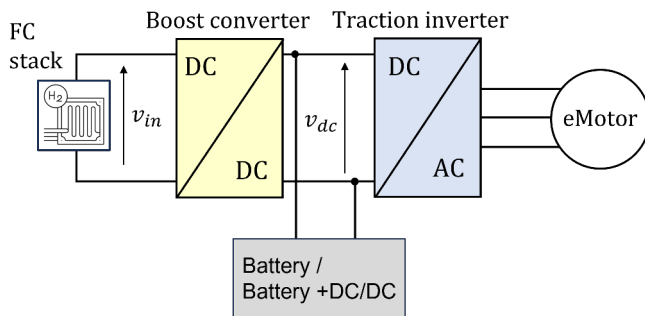 FC
stack
Boost converter
Traction inverter
H2
DC
DC
v_in
v_dc
DC
AC
eMotor
Battery /
Battery +DC/DC